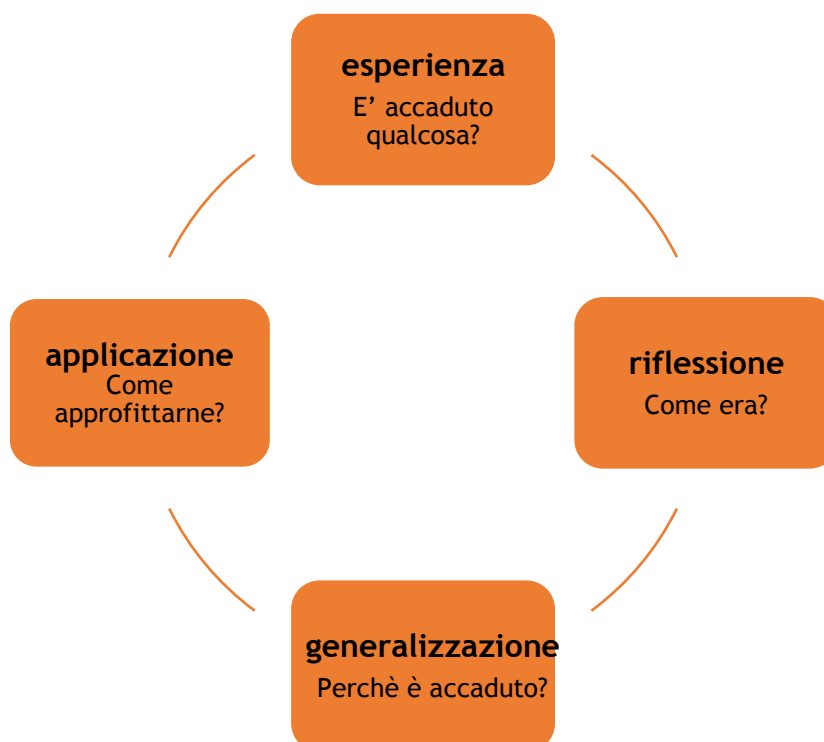 esperienza
E’ accaduto
qualcosa?
riflessione
Come era?
generalizzazione
Perchè è accaduto?
applicazione
Come
approfittarne?